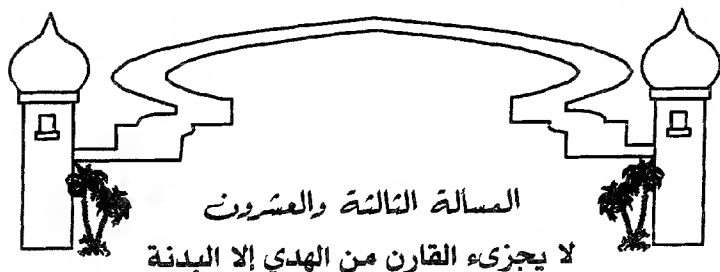 المسألة الثالثة والعشرون
لا يجزىء القارن من الهدي إلا البدنة